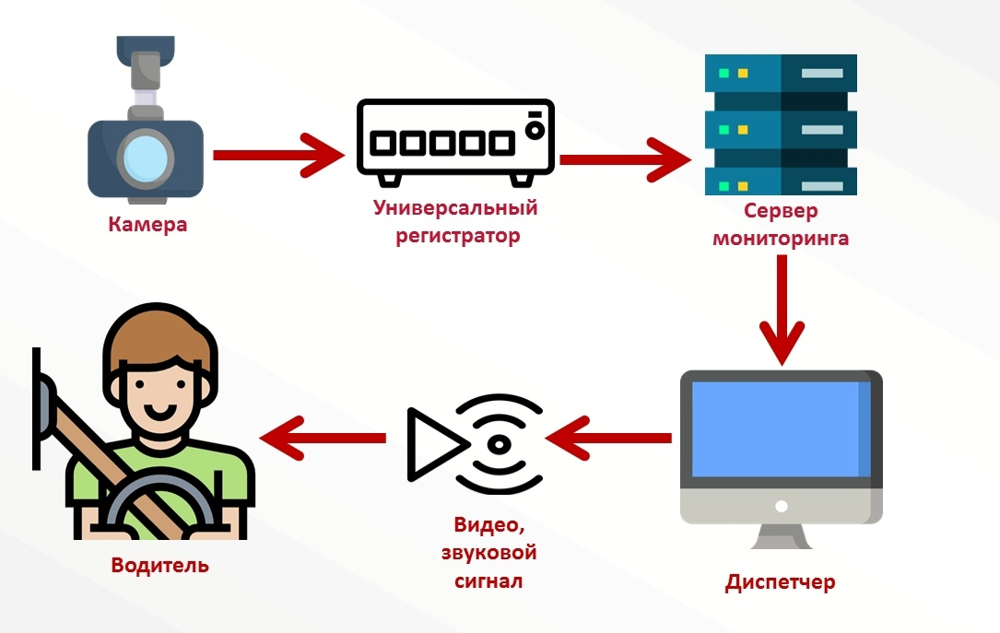 Камера
Универсальный
регистратор
Сервер
мониторинга
Водитель
Видео,
звуковой
сигнал
Диспетчер